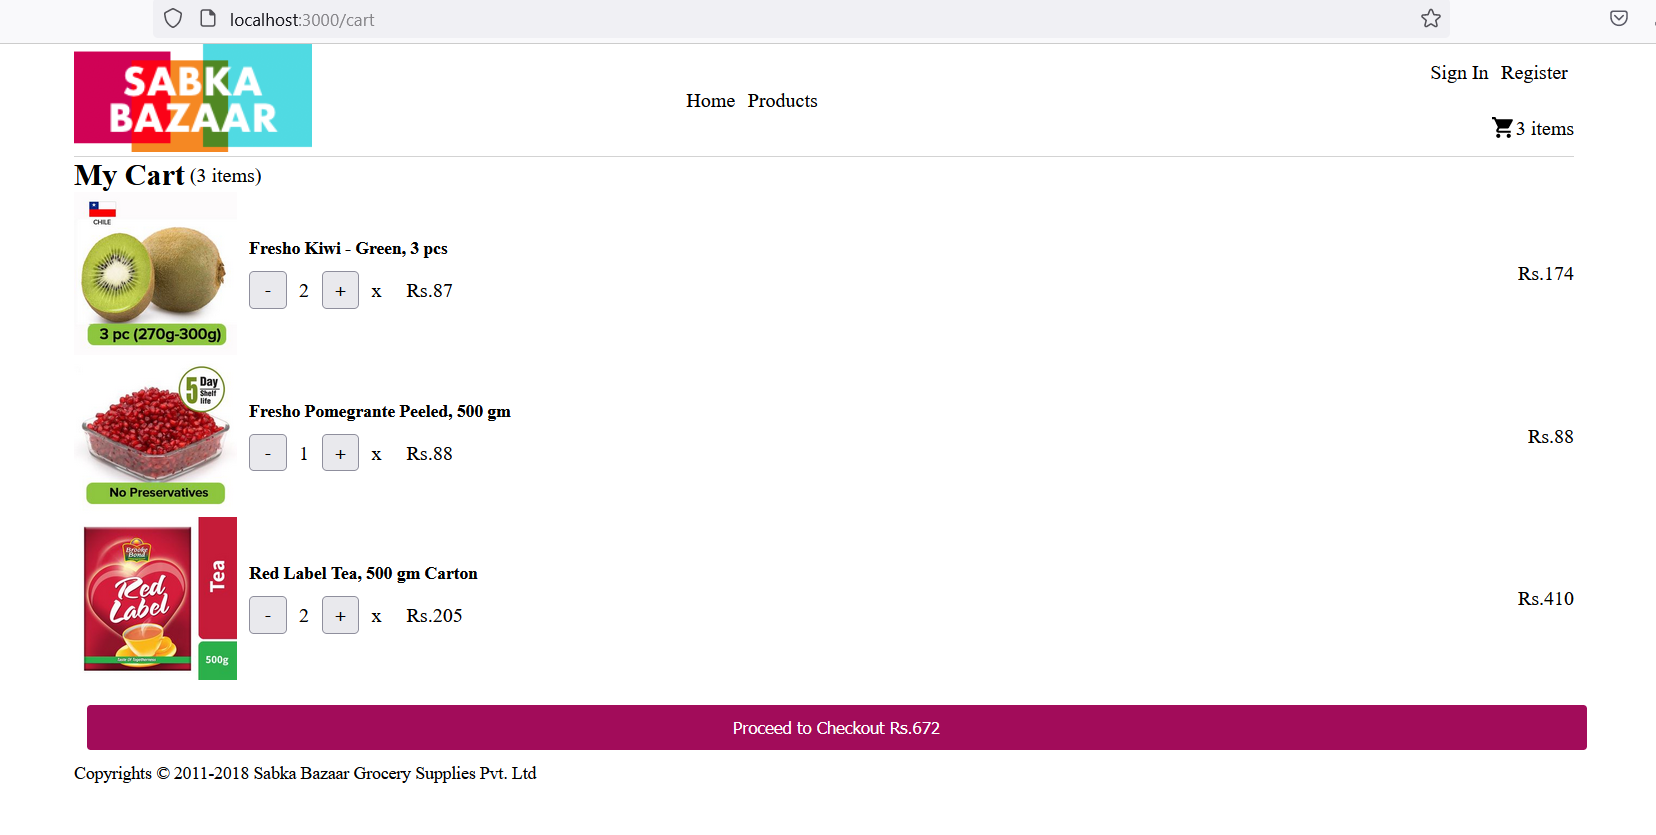 localhost:3000/cart
SABKA
BAZAAR
Home Products
Sign In Register
3 items
My Cart (3 items)
CHILE
3 pc (270g-300g)
Fresho Kiwi - Green, 3 pcs
- 2 + x Rs.87
Rs.174
5 Day
Shelf
life
No Preservatives
Fresho Pomegrante Peeled, 500 gm
- 1 + x Rs.88
Rs.88
Brooke
Bond
Red
Label
Tea
500g
Red Label Tea, 500 gm Carton
- 2 + x Rs.205
Rs.410
Proceed to Checkout Rs.672
Copyrights © 2011-2018 Sabka Bazaar Grocery Supplies Pvt. Ltd